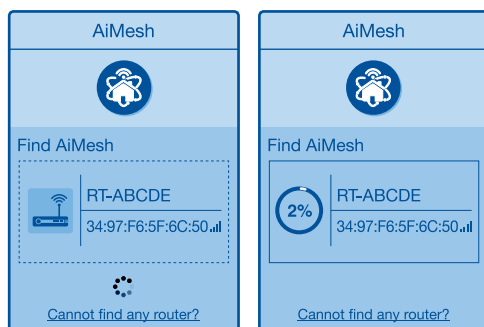 AiMesh
Find AiMesh
RT-ABCDE
34:97:F6:5F:6C:50
Cannot find any router?
AiMesh
Find AiMesh
2%
RT-ABCDE
34:97:F6:5F:6C:50
Cannot find any router?